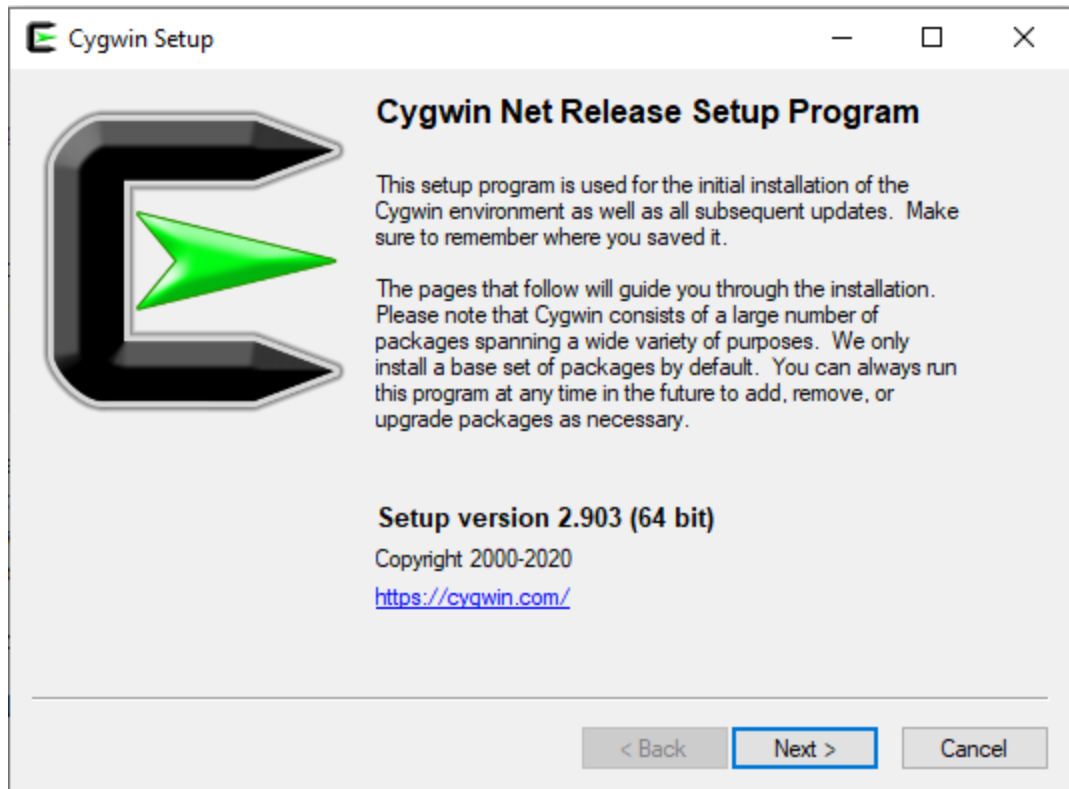 Cygwin Setup
Cygwin Net Release Setup Program
This setup program is used for the initial installation of the
Cygwin environment as well as all subsequent updates.  Make
sure to remember where you saved it.
The pages that follow will guide you through the installation.
Please note that Cygwin consists of a large number of
packages spanning a wide variety of purposes.  We only
install a base set of packages by default.  You can always run
this program at any time in the future to add, remove, or
upgrade packages as necessary.
Setup version 2.903 (64 bit)
Copyright 2000-2020
https://cygwin.com/
< Back Next > Cancel